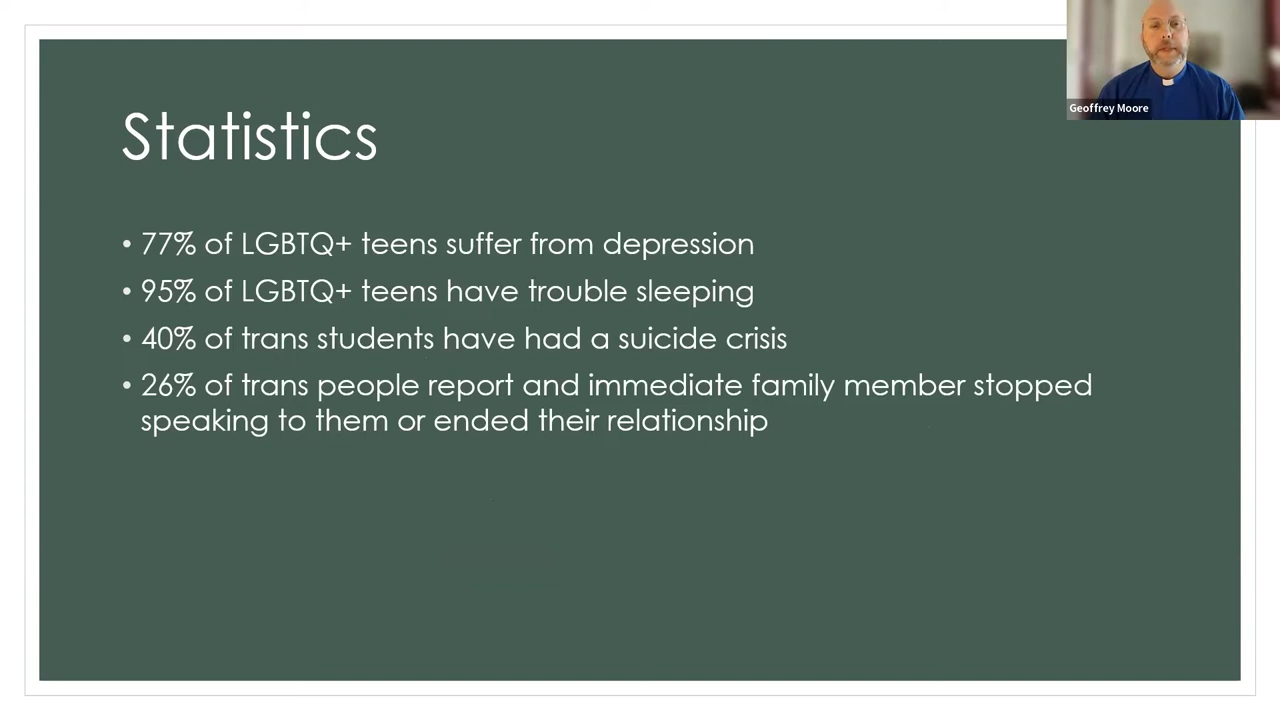 Geoffrey Moore
Statistics
• 77% of LGBTQ+ teens suffer from depression
• 95% of LGBTQ+ teens have trouble sleeping
• 40% of trans students have had a suicide crisis
• 26% of trans people report and immediate family member stopped
speaking to them or ended their relationship